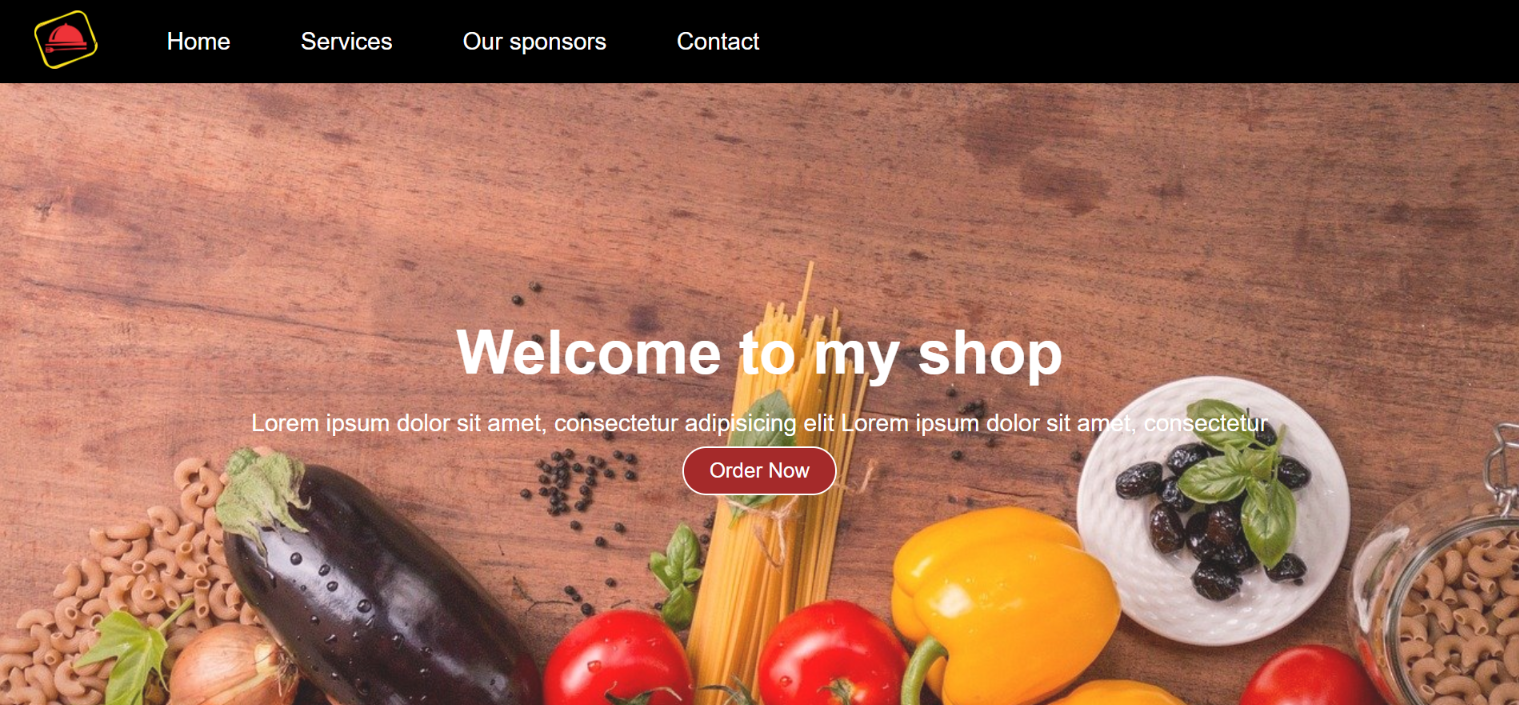 Home Services Our sponsors Contact
Welcome to my shop
Lorem ipsum dolor sit amet, consectetur adipisicing elit Lorem ipsum dolor sit amet, consectetur
Order Now